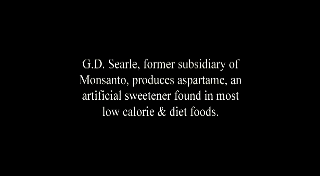 G.D. Searle, former subsidiary of
Monsanto, produces aspartame, an
artificial sweetener found in most
low calorie & diet foods.